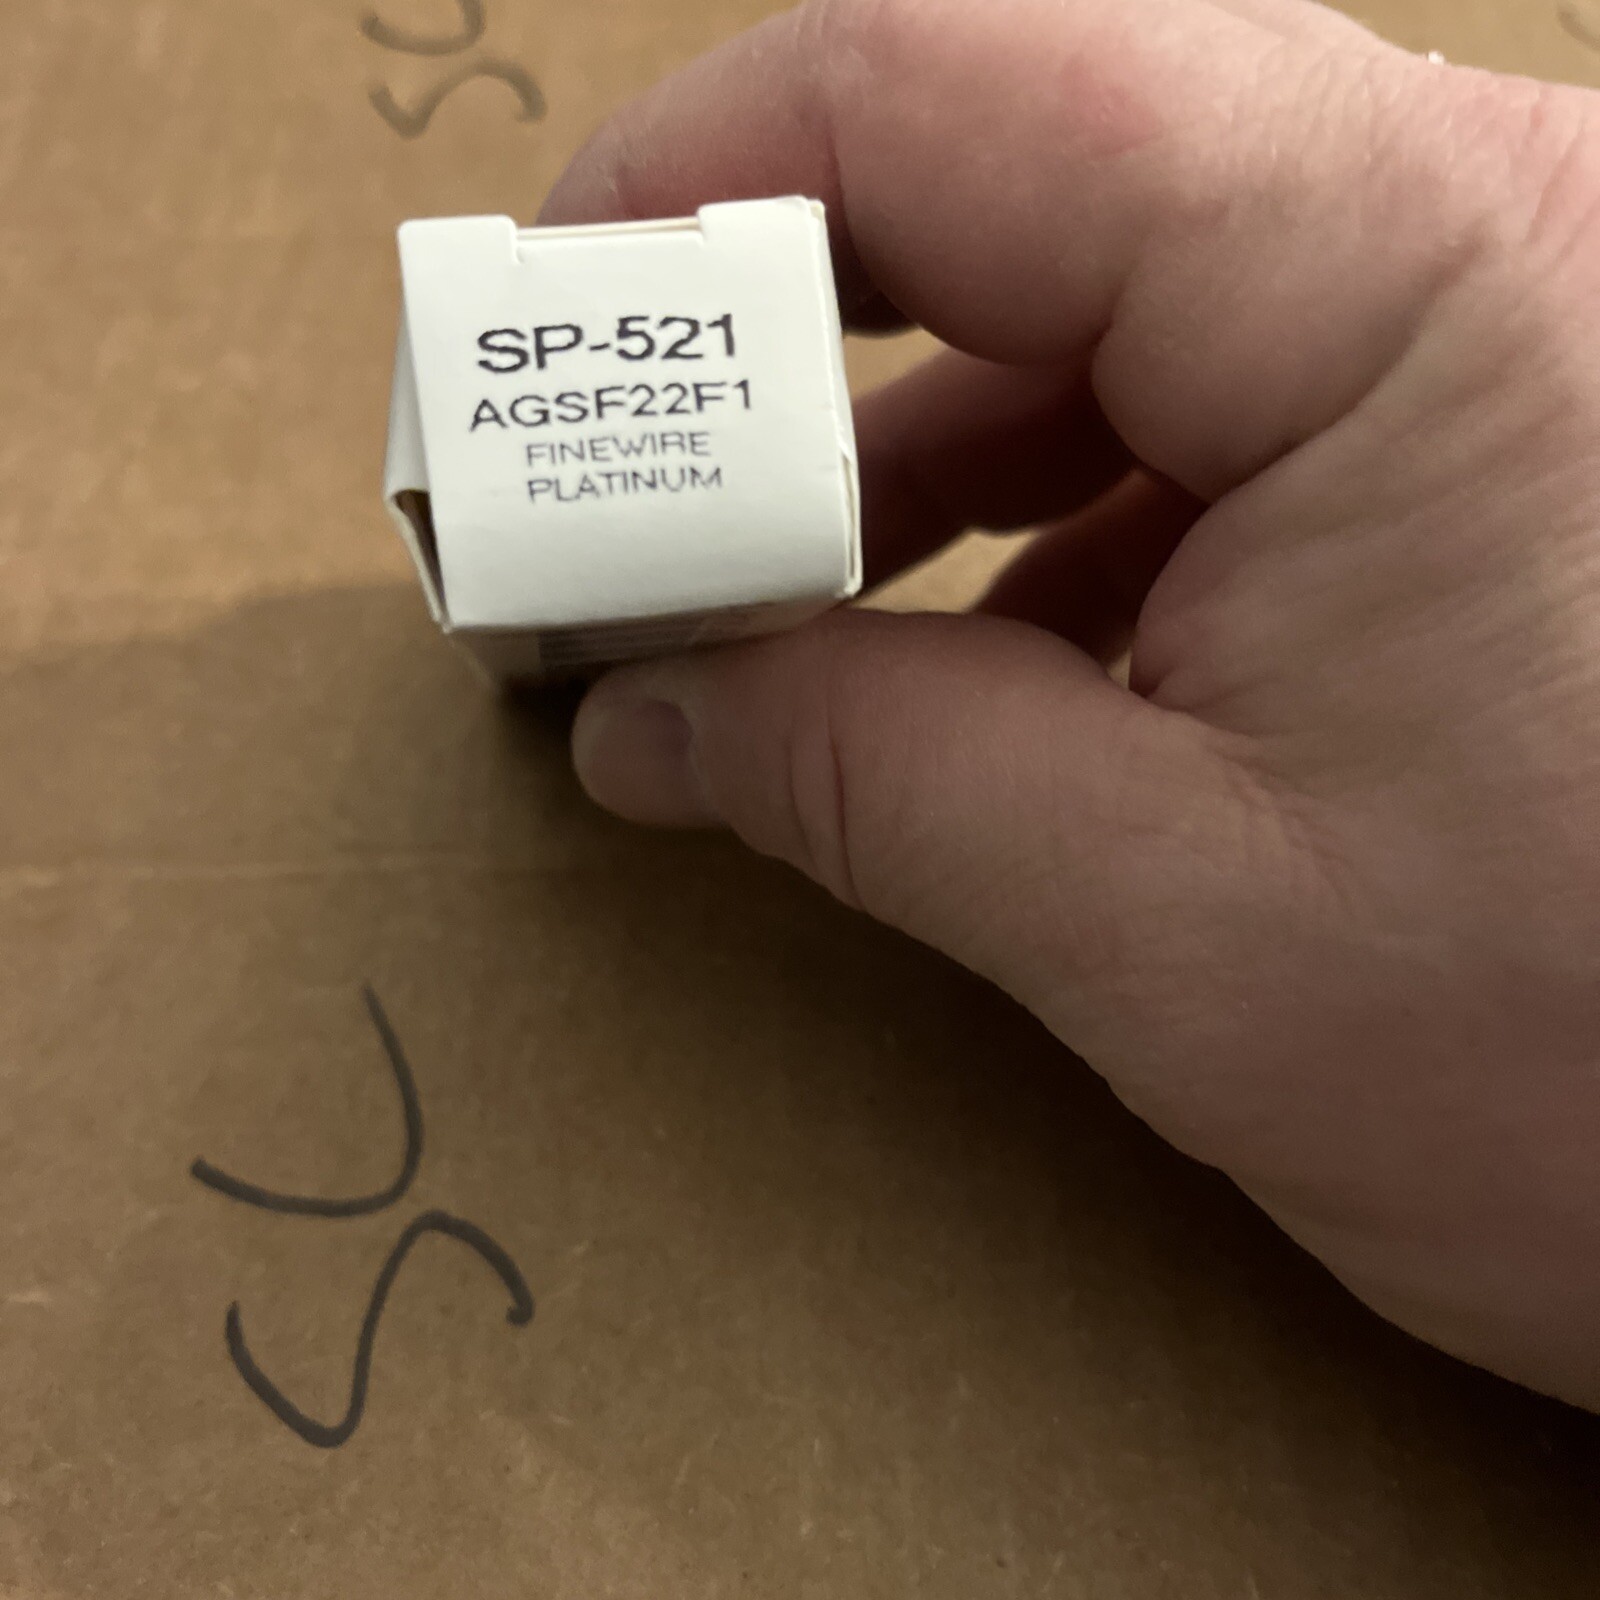 SP-521
AGSF22F1
FINEWIRE
PLATINUM